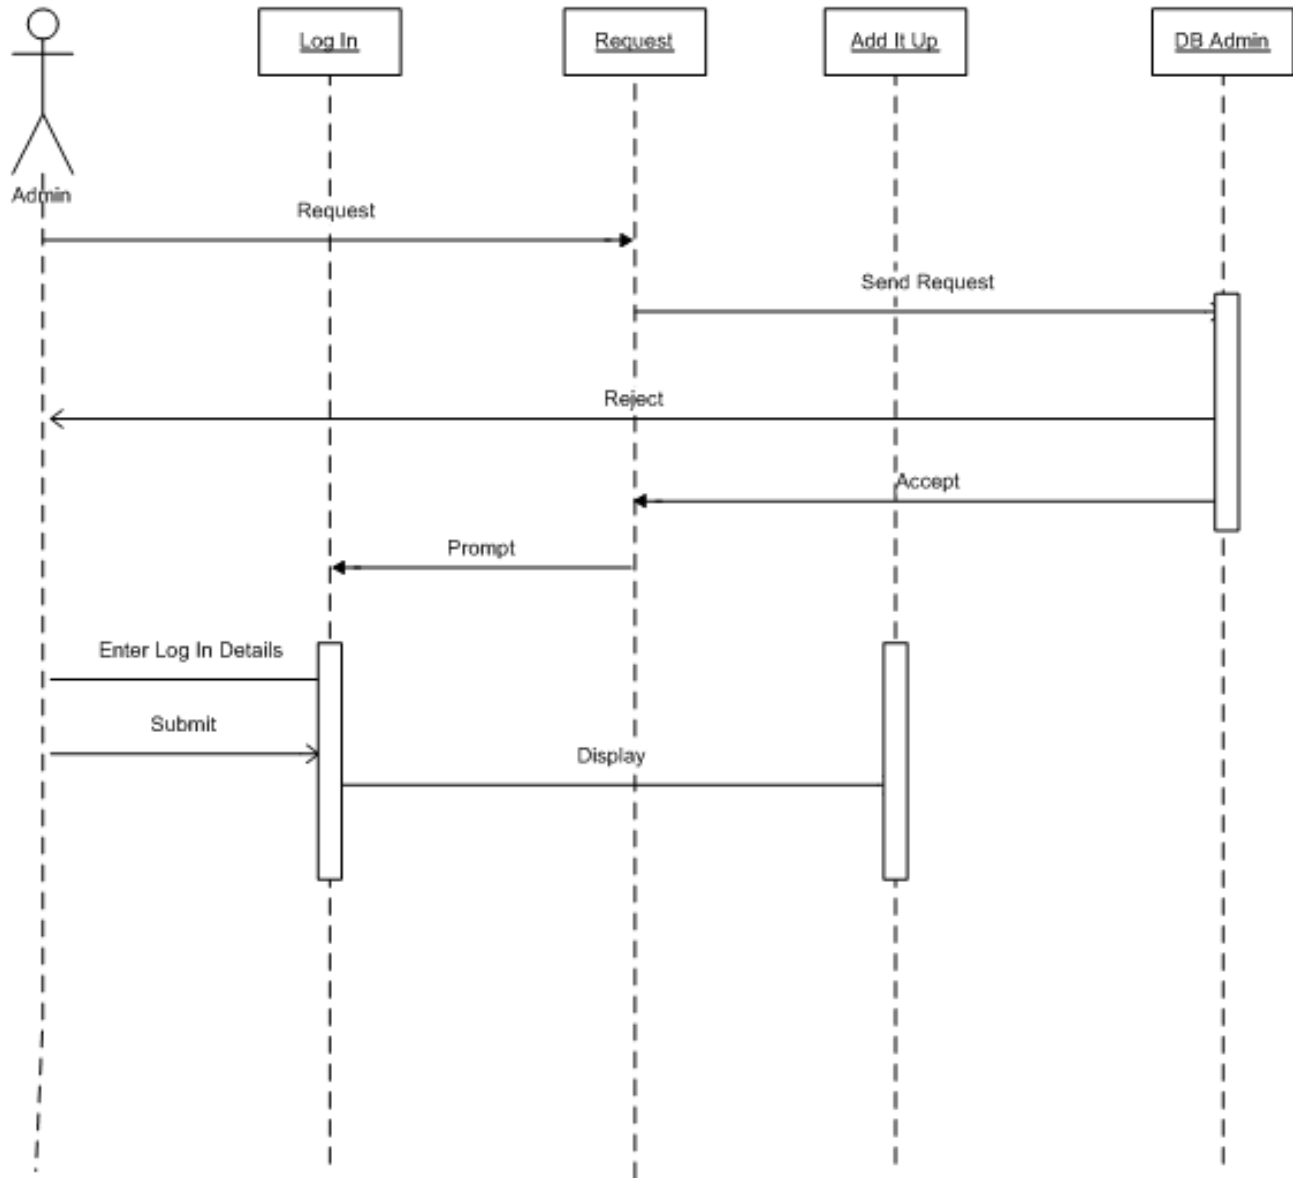 Log In
Request
Add It Up
DB Admin
Admin
Request
Send Request
Reject
Accept
Prompt
Enter Log In Details
Submit
Display